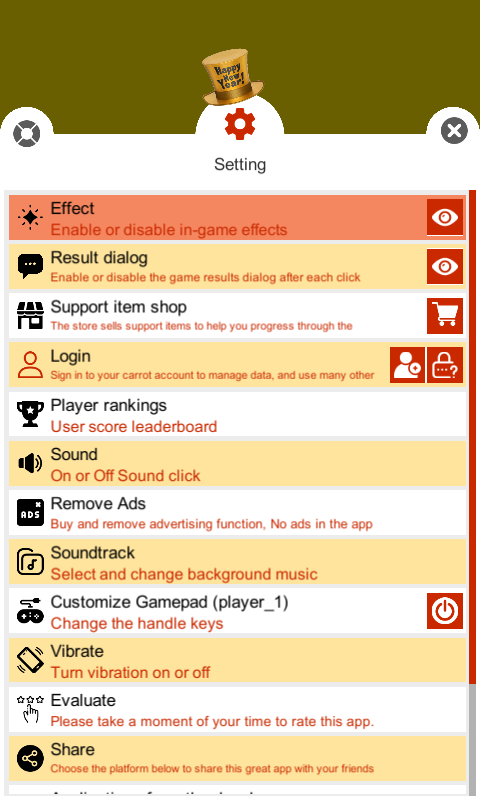 Happy
New
Year!
Setting
Effect
Enable or disable in-game effects
Result dialog
Enable or disable the game results dialog after each click
Support item shop
The store sells support items to help you progress through the
Login
Sign in to your carrot account to manage data, and use many other
Player rankings
User score leaderboard
Sound
On or Off Sound click
ADS
Remove Ads
Buy and remove advertising function, No ads in the app
Soundtrack
Select and change background music
Customize Gamepad (player_1)
Change the handle keys
Vibrate
Turn vibration on or off
Evaluate
Please take a moment of your time to rate this app.
Share
Choose the platform below to share this great app with your friends